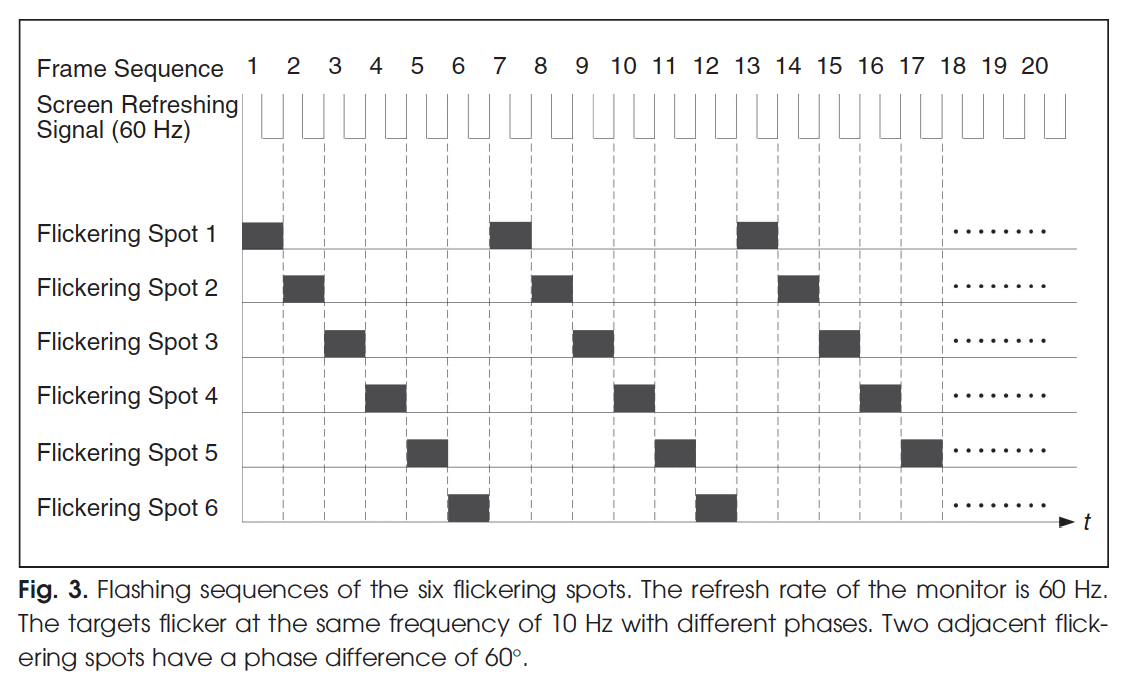 Frame Sequence 1 2 3 4 5 6 7 8 9 10 11 12 13 14 15 16 17 18 19 20
Screen Refreshing
Signal (60 Hz)
Flickering Spot 1
Flickering Spot 2
Flickering Spot 3
Flickering Spot 4
Flickering Spot 5
Flickering Spot 6
t
Fig. 3. Flashing sequences of the six flickering spots. The refresh rate of the monitor is 60 Hz.
The targets flicker at the same frequency of 10 Hz with different phases. Two adjacent flick-
ering spots have a phase difference of 60°.